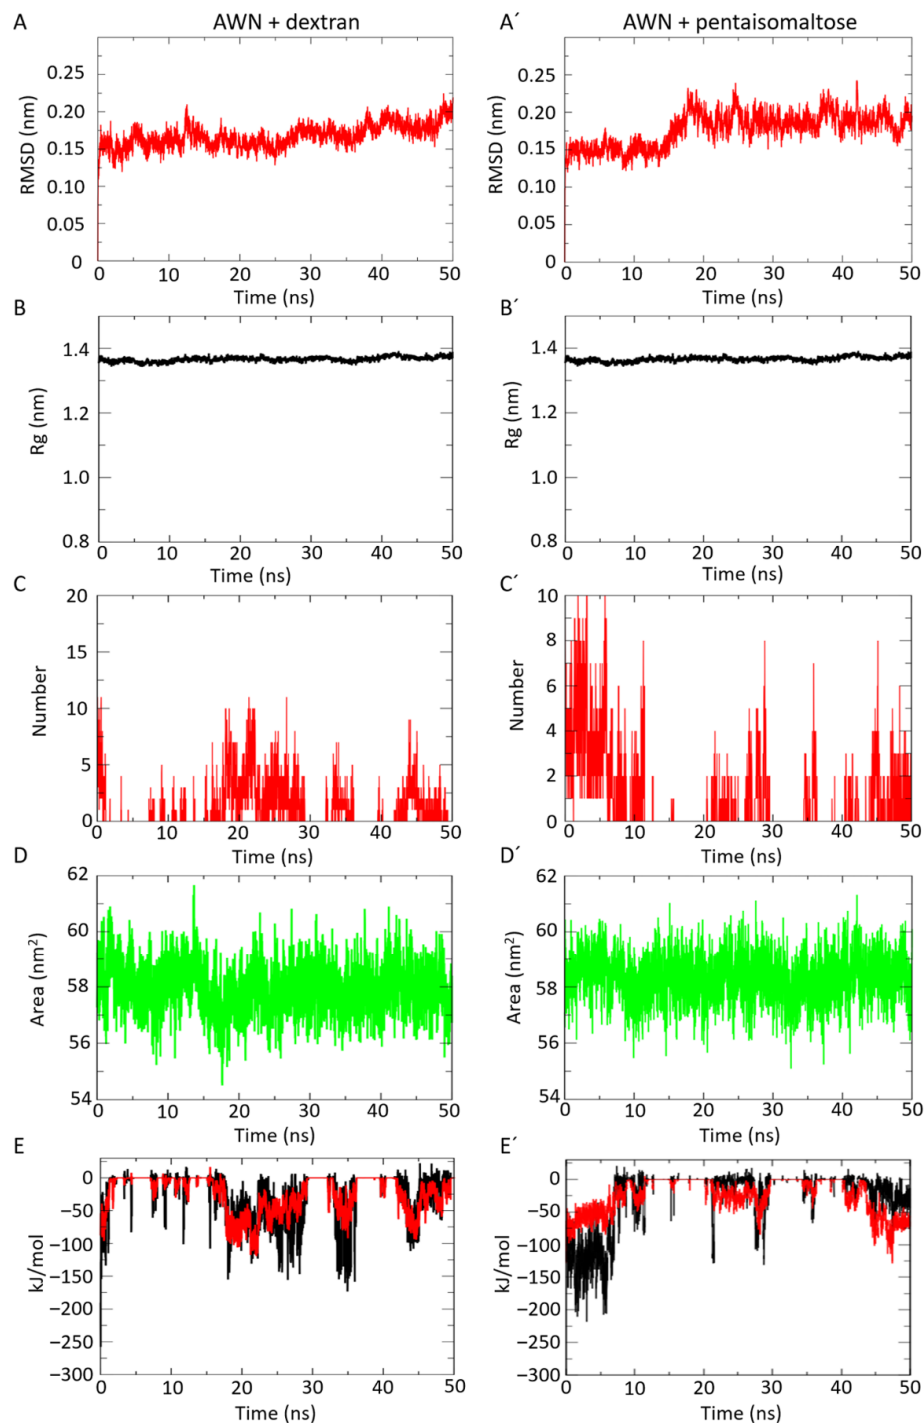 A AWN + dextran A´ AWN + pentaisomaltose
RMSD (nm) 0.25 0.20 0.15 0.10 0.05 0
0 10 20 30 40 50
Time (ns)
RMSD (nm) 0.25 0.20 0.15 0.10 0.05 0
0 10 20 30 40 50
Time (ns)
B
Rg (nm) 1.4 1.2 1.0 0.8
0 10 20 30 40 50
Time (ns)
B´
Rg (nm) 1.4 1.2 1.0 0.8
0 10 20 30 40 50
Time (ns)
C
Number 20 15 10 5 0
0 10 20 30 40 50
Time (ns)
C´
Number 10 8 6 4 2 0
0 10 20 30 40 50
Time (ns)
D
Area (nm²) 62 60 58 56 54
0 10 20 30 40 50
Time (ns)
D´
Area (nm²) 62 60 58 56 54
0 10 20 30 40 50
Time (ns)
E
kJ/mol 0 −50 −100 −150 −200 −250 −300
0 10 20 30 40 50
Time (ns)
E´
kJ/mol 0 −50 −100 −150 −200 −250 −300
0 10 20 30 40 50
Time (ns)